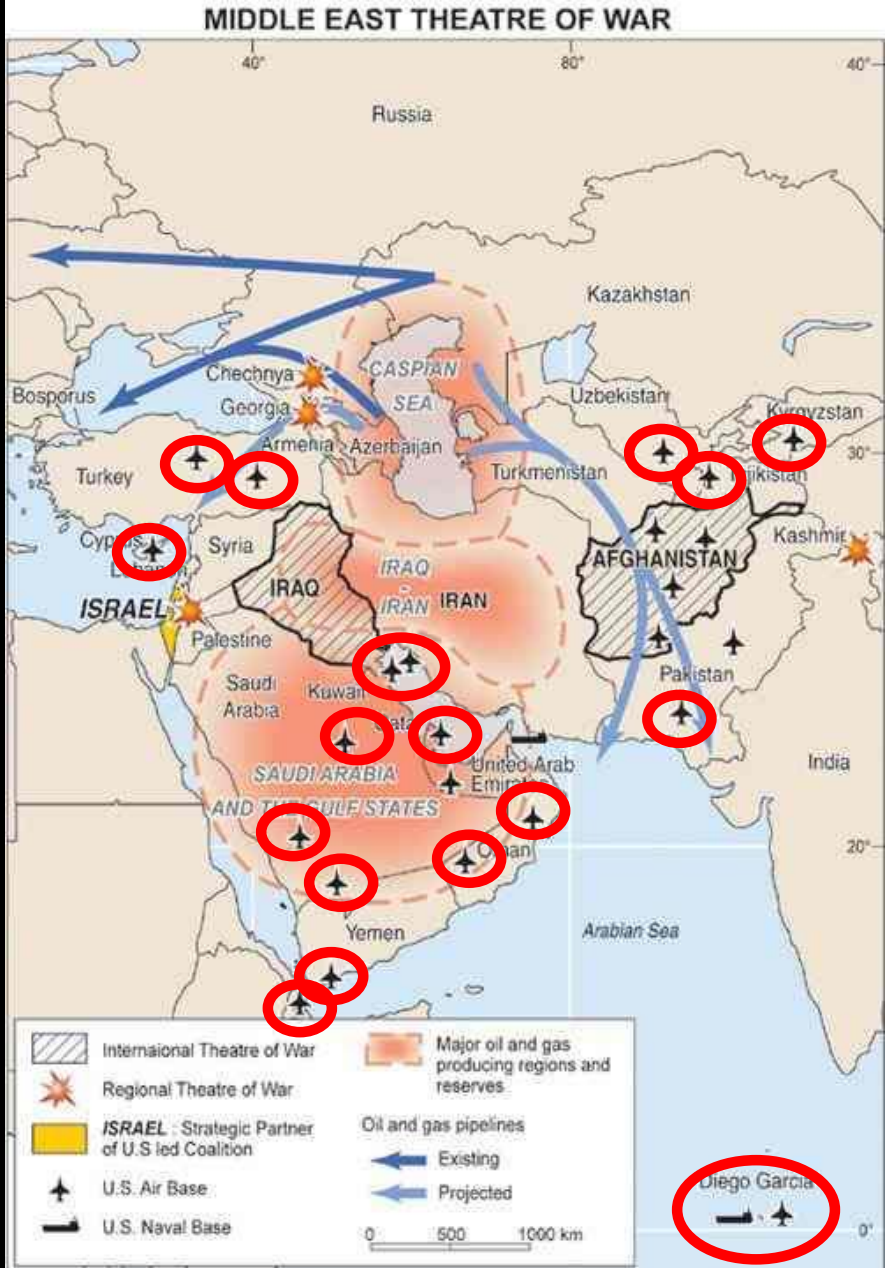 MIDDLE EAST THEATRE OF WAR
40°
80°
40°
Russia
Kazakhstan
Chechnya
CASPIAN
SEA
Bosporus
Georgia
Uzbekistan
Kyrgyzstan
Armenia
Azerbaijan
30°
Turkey
Turkmenistan
Tajikistan
Cyprus
Syria
Kashmir
Lebanon
AFGHANISTAN
IRAQ
IRAQ
IRAN
IRAN
ISRAEL
Palestine
Pakistan
Saudi
Arabia
Kuwait
Qatar
United Arab
Emirates
India
SAUDI ARABIA
AND THE GULF STATES
Oman
20°
Yemen
Arabian Sea
Internaional Theatre of War
Regional Theatre of War
ISRAEL : Strategic Partner
of U.S led Coalition
U.S. Air Base
U.S. Naval Base
Major oil and gas
producing regions and
reserves
Oil and gas pipelines
Existing
Projected
0 500 1000 km
Diego Garcia
0°